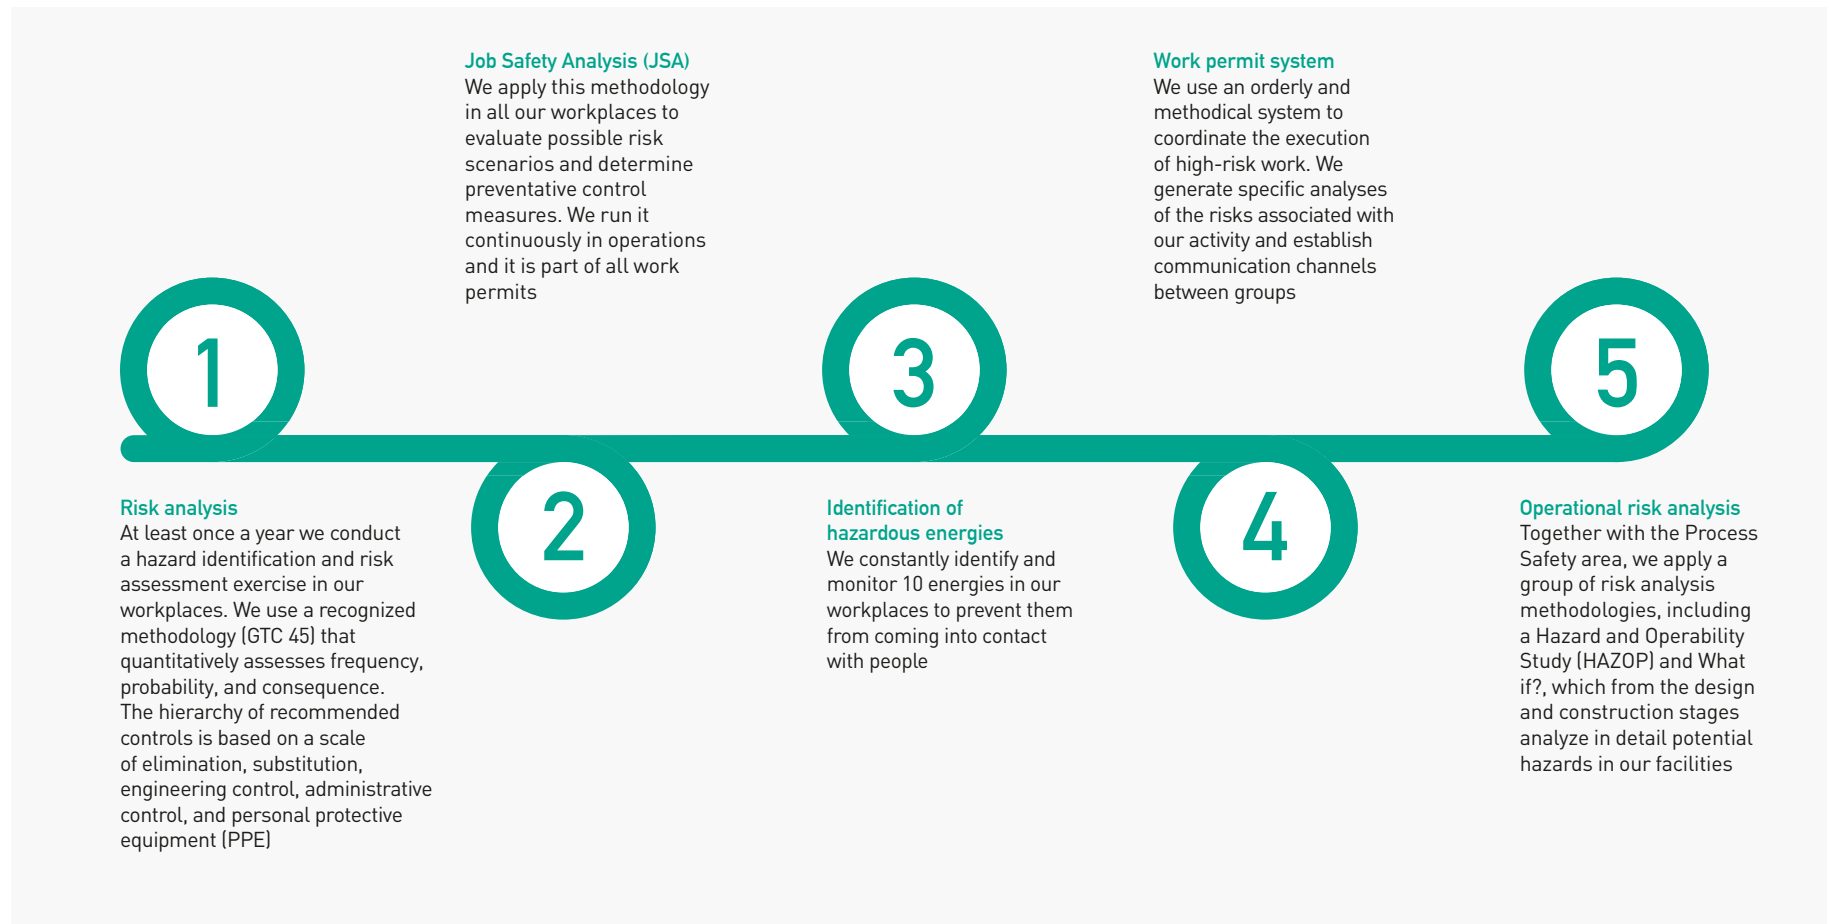 1
Risk analysis
At least once a year we conduct
a hazard identification and risk
assessment exercise in our
workplaces. We use a recognized
methodology (GTC 45) that
quantitatively assesses frequency,
probability, and consequence.
The hierarchy of recommended
controls is based on a scale
of elimination, substitution,
engineering control, administrative
control, and personal protective
equipment (PPE)
Job Safety Analysis (JSA)
We apply this methodology
in all our workplaces to
evaluate possible risk
scenarios and determine
preventative control
measures. We run it
continuously in operations
and it is part of all work
permits
2
3
Identification of
hazardous energies
We constantly identify and
monitor 10 energies in our
workplaces to prevent them
from coming into contact
with people
Work permit system
We use an orderly and
methodical system to
coordinate the execution
of high-risk work. We
generate specific analyses
of the risks associated with
our activity and establish
communication channels
between groups
4
5
Operational risk analysis
Together with the Process
Safety area, we apply a
group of risk analysis
methodologies, including
a Hazard and Operability
Study (HAZOP) and What
if?, which from the design
and construction stages
analyze in detail potential
hazards in our facilities